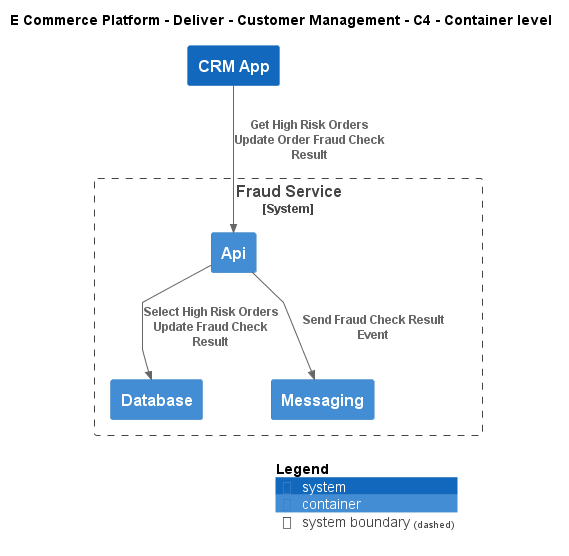 E Commerce Platform - Deliver - Customer Management - C4 - Container level
CRM App
Get High Risk Orders
Update Order Fraud Check
Result
Fraud Service
[System]
Api
Select High Risk Orders
Update Fraud Check
Result
Send Fraud Check Result
Event
Database
Messaging
Legend
system
container
system boundary (dashed)